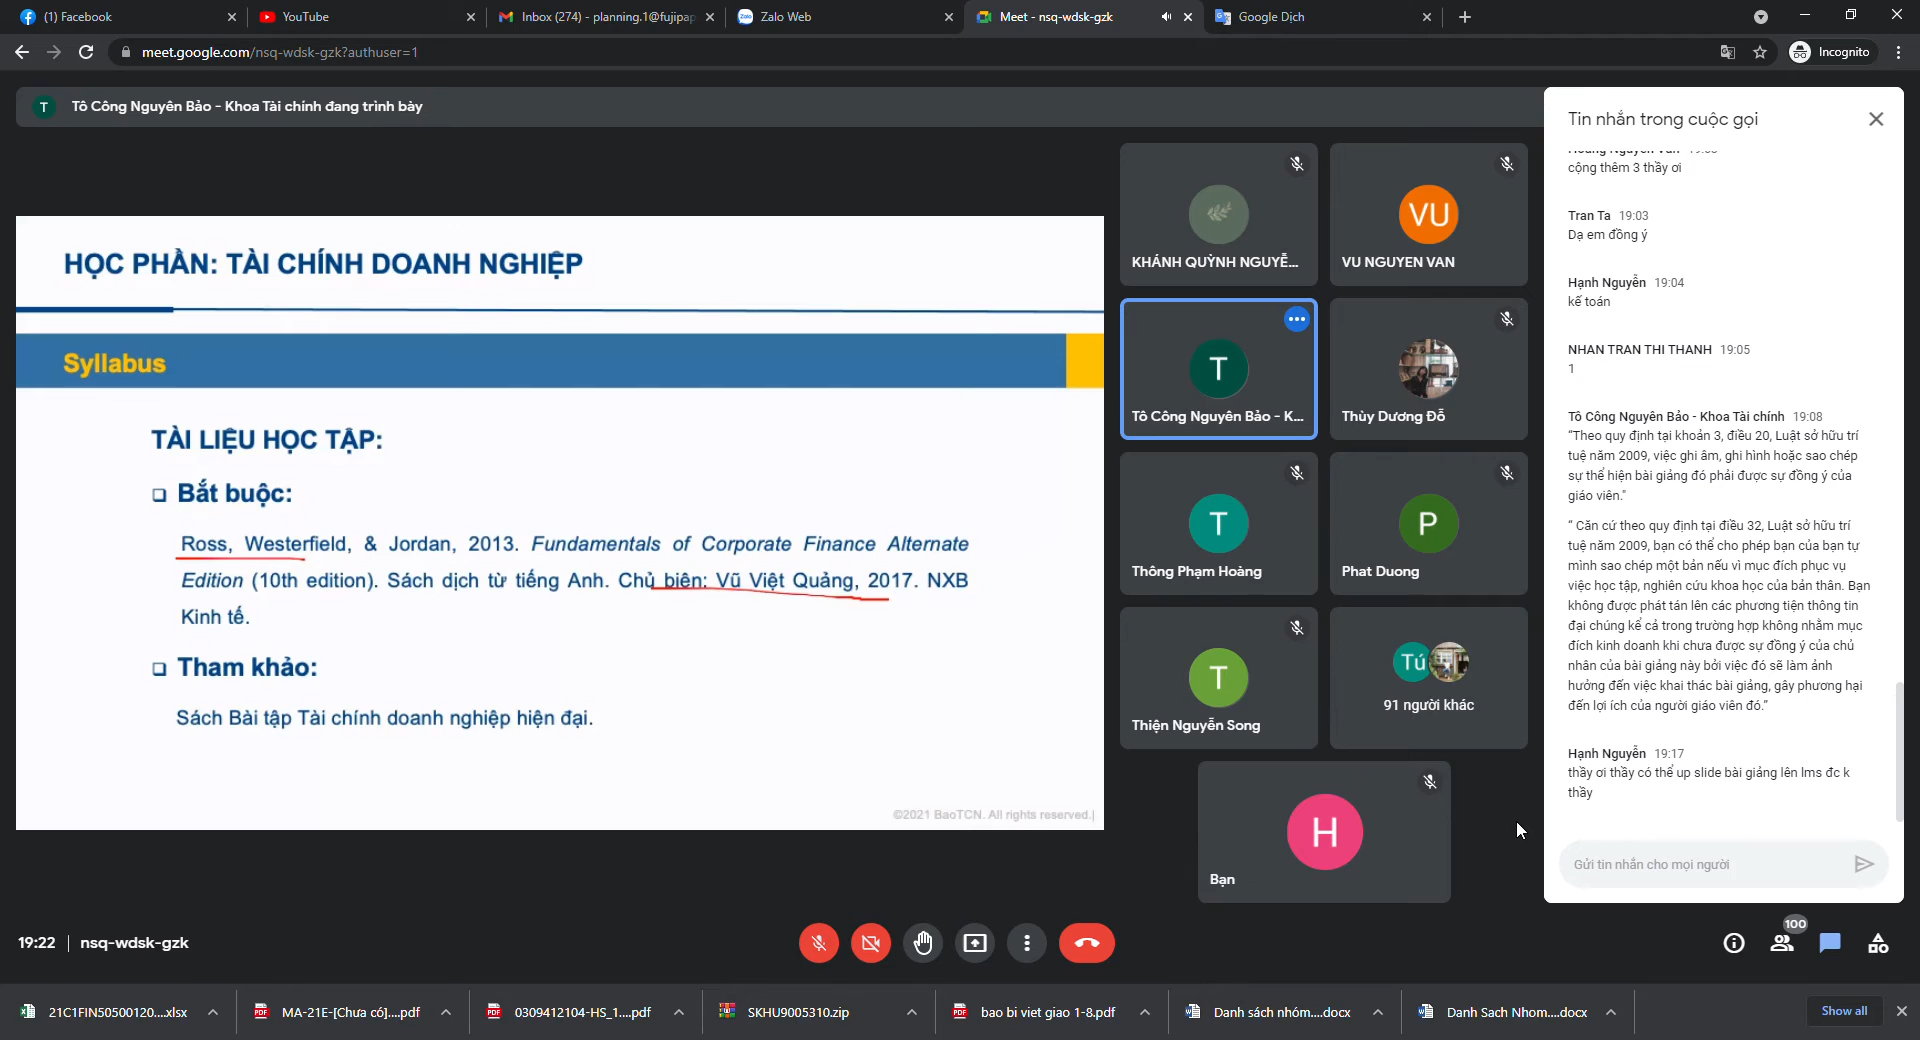 (1) Facebook
YouTube
Inbox (274) - planning.1@fujipap
Zalo Web
Meet - nsq-wdsk-gzk
Google Dịch
meet.google.com/nsq-wdsk-gzk?authuser=1
Incognito
T
Tô Công Nguyên Bảo - Khoa Tài chính đang trình bày
HỌC PHẦN: TÀI CHÍNH DOANH NGHIỆP
Syllabus
TÀI LIỆU HỌC TẬP:
Bắt buộc:
Ross, Westerfield, & Jordan, 2013. Fundamentals of Corporate Finance Alternate
Edition (10th edition). Sách dịch từ tiếng Anh. Chủ biên: Vũ Việt Quảng, 2017. NXB
Kinh tế.
Tham khảo:
Sách Bài tập Tài chính doanh nghiệp hiện đại.
©2021 BaoTCN. All rights reserved.
KHÁNH QUỲNH NGUYỄ...
VU
VU NGUYEN VAN
T
Tô Công Nguyên Bảo - K...
Thùy Dương Đỗ
T
Thông Phạm Hoàng
P
Phat Duong
T
Thiện Nguyễn Song
Tú
91 người khác
H
Bạn
Tin nhắn trong cuộc gọi
cộng thêm 3 thầy ơi
Tran Ta 19:03
Dạ em đồng ý
Hạnh Nguyễn 19:04
kế toán
NHAN TRAN THI THANH 19:05
1
Tô Công Nguyên Bảo - Khoa Tài chính 19:08
“Theo quy định tại khoản 3, điều 20, Luật sở hữu trí
tuệ năm 2009, việc ghi âm, ghi hình hoặc sao chép
sự thể hiện bài giảng đó phải được sự đồng ý của
giáo viên."
“ Căn cứ theo quy định tại điều 32, Luật sở hữu trí
tuệ năm 2009, bạn có thể cho phép bạn của bạn tự
mình sao chép một bản nếu vì mục đích phục vụ
việc học tập, nghiên cứu khoa học của bản thân. Bạn
không được phát tán lên các phương tiện thông tin
đại chúng kể cả trong trường hợp không nhằm mục
đích kinh doanh khi chưa được sự đồng ý của chủ
nhân của bài giảng này bởi việc đó sẽ làm ảnh
hưởng đến việc khai thác bài giảng, gây phương hại
đến lợi ích của người giáo viên đó.”
Hạnh Nguyễn 19:17
thầy ơi thầy có thể up slide bài giảng lên lms đc k
thầy
Gửi tin nhắn cho mọi người
19:22 | nsq-wdsk-gzk
100
21C1FIN50500120....xlsx
MA-21E-[Chưa có]....pdf
0309412104-HS_1....pdf
SKHU9005310.zip
bao bi viet giao 1-8.pdf
Danh sách nhóm....docx
Danh Sach Nhom....docx
Show all